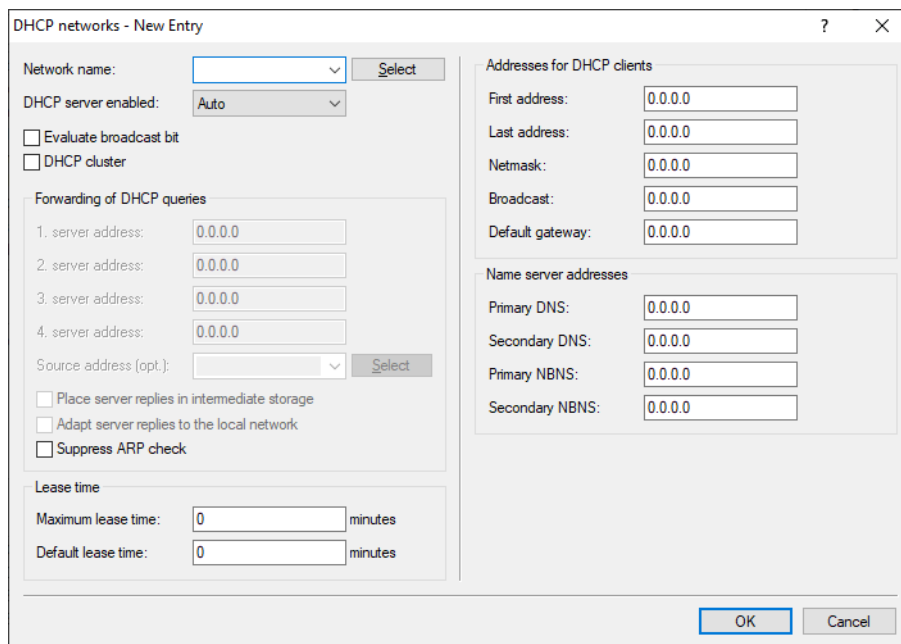 DHCP networks - New Entry
Network name:
Select
DHCP server enabled:
Auto
Evaluate broadcast bit
DHCP cluster
Forwarding of DHCP queries
1. server address:
0.0.0.0
2. server address:
0.0.0.0
3. server address:
0.0.0.0
4. server address:
0.0.0.0
Source address (opt.):
Select
Place server replies in intermediate storage
Adapt server replies to the local network
Suppress ARP check
Lease time
Maximum lease time:
0
minutes
Default lease time:
0
minutes
Addresses for DHCP clients
First address:
0.0.0.0
Last address:
0.0.0.0
Netmask:
0.0.0.0
Broadcast:
0.0.0.0
Default gateway:
0.0.0.0
Name server addresses
Primary DNS:
0.0.0.0
Secondary DNS:
0.0.0.0
Primary NBNS:
0.0.0.0
Secondary NBNS:
0.0.0.0
OK
Cancel